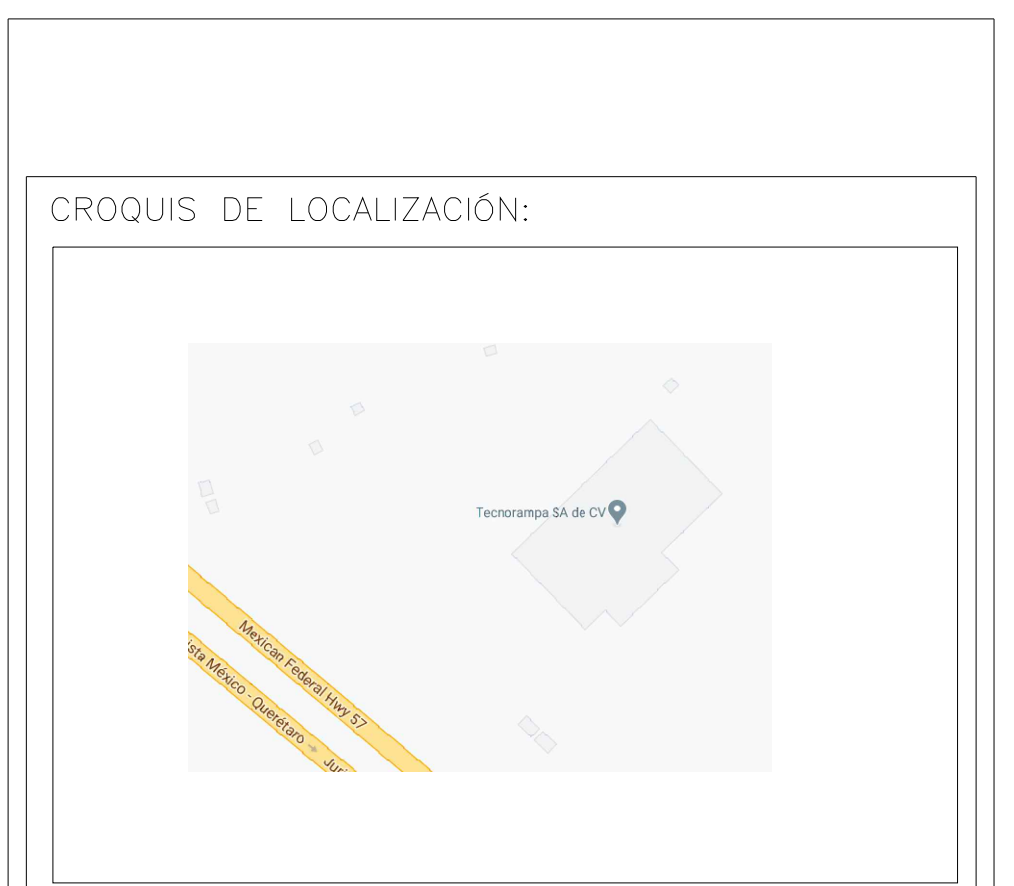 CROQUIS DE LOCALIZACIÓN:
Tecnorampa SA de CV
Mexican Federal Hwy 57
ista México - Querétaro